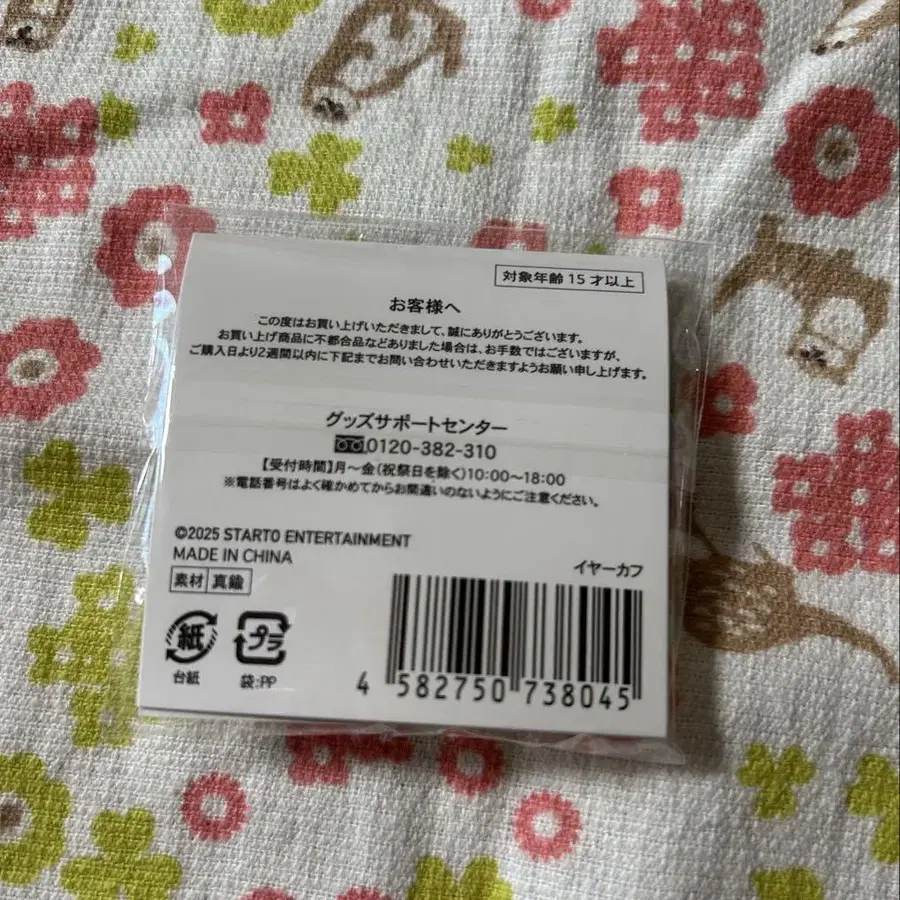 対象年齢 15 才以上
お客様へ
この度はお買い上げいただきまして、誠にありがとうございます。
お買い上げ商品に不都合品などありました場合は、お手数ではございますが、
ご購入日より2週間以内に下記までお問い合わせいただきますようお願い申し上げます。
グッズサポートセンター
0120-382-310
【受付時間】月～金(祝祭日を除く)10:00～18:00
※電話番号はよく確かめてからお間違いのないようにご注意ください。
©2025 STARTO ENTERTAINMENT
MADE IN CHINA
イヤーカフ
素材 真鍮
紙 プラ
台紙 袋:PP
4 582750 738045